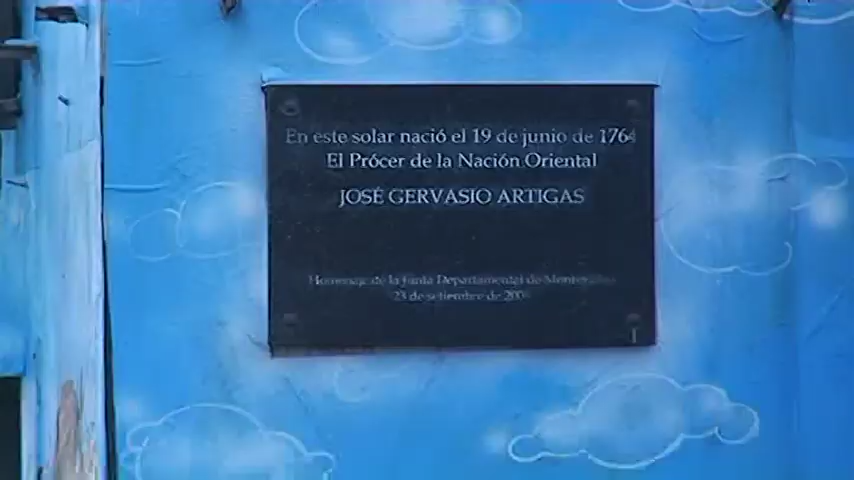 En este solar nació el 19 de junio de 1764
El Prócer de la Nación Oriental
JOSÉ GERVASIO ARTIGAS
Homenaje de la Junta Departamental de Montevideo
23 de setiembre de